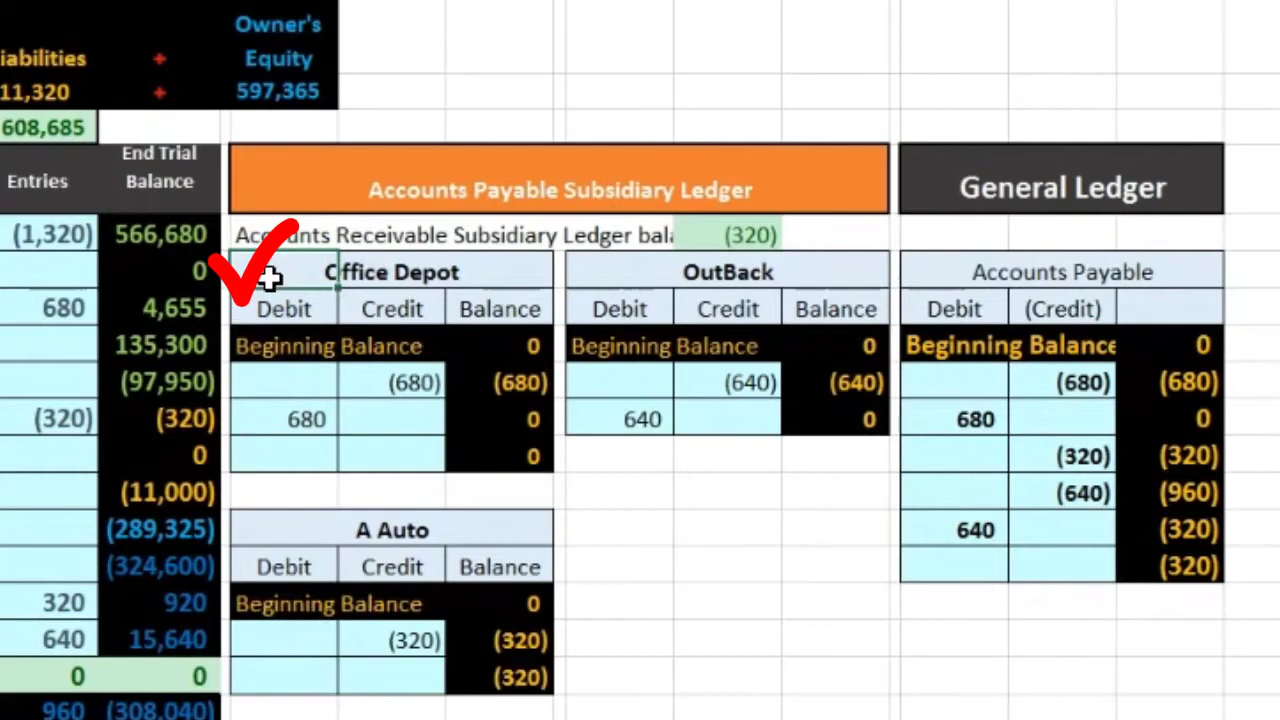 Owner's
iabilities + Equity
11,320 + 597,365
608,685
Entries End Trial Balance
Accounts Payable Subsidiary Ledger General Ledger
(1,320) 566,680 Accounts Receivable Subsidiary Ledger bala (320)
0 Office Depot OutBack Accounts Payable
680 4,655 Debit Credit Balance Debit Credit Balance Debit (Credit)
135,300 Beginning Balance 0 Beginning Balance 0 Beginning Balance 0
(97,950) (680) (680) (640) (640) (680) (680)
(320) (320) 680 0 640 0 680 0
0 0 (320) (320)
(11,000) (640) (960)
(289,325) A Auto 640 (320)
(324,600) Debit Credit Balance (320)
320 920 Beginning Balance 0
640 15,640 (320) (320)
0 0 (320)
960 (308,040)